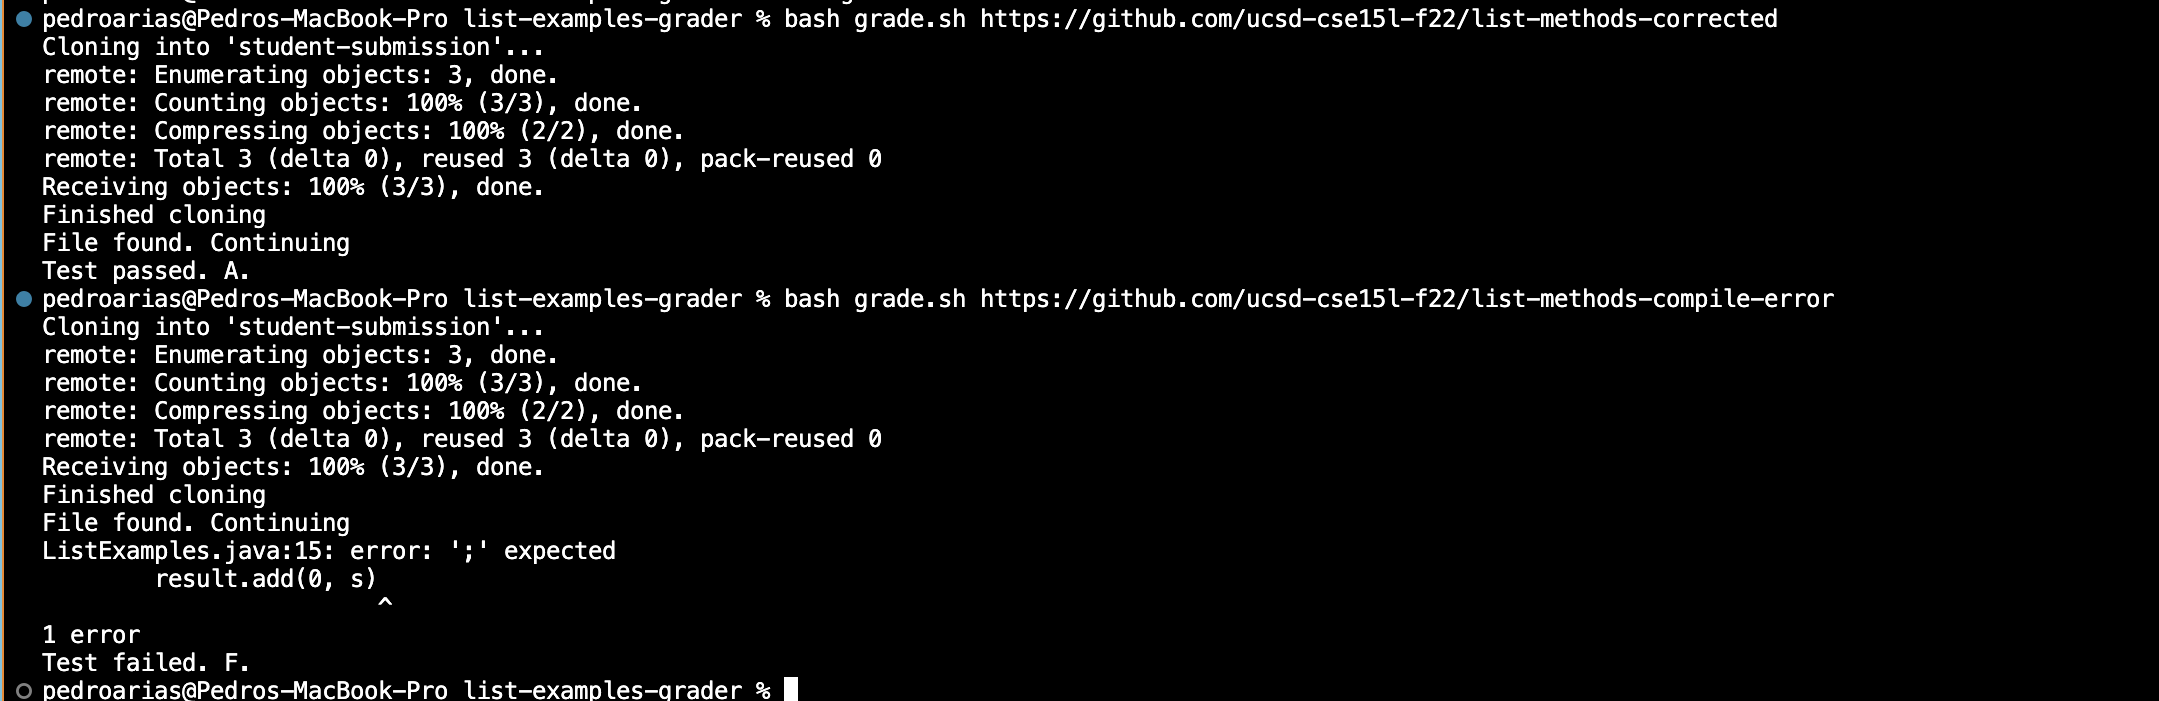 pedroarias@Pedros-MacBook-Pro list-examples-grader % bash grade.sh https://github.com/ucsd-cse15l-f22/list-methods-corrected
Cloning into 'student-submission'...
remote: Enumerating objects: 3, done.
remote: Counting objects: 100% (3/3), done.
remote: Compressing objects: 100% (2/2), done.
remote: Total 3 (delta 0), reused 3 (delta 0), pack-reused 0
Receiving objects: 100% (3/3), done.
Finished cloning
File found. Continuing
Test passed. A.
pedroarias@Pedros-MacBook-Pro list-examples-grader % bash grade.sh https://github.com/ucsd-cse15l-f22/list-methods-compile-error
Cloning into 'student-submission'...
remote: Enumerating objects: 3, done.
remote: Counting objects: 100% (3/3), done.
remote: Compressing objects: 100% (2/2), done.
remote: Total 3 (delta 0), reused 3 (delta 0), pack-reused 0
Receiving objects: 100% (3/3), done.
Finished cloning
File found. Continuing
ListExamples.java:15: error: ';' expected
        result.add(0, s)
                        ^
1 error
Test failed. F.
pedroarias@Pedros-MacBook-Pro list-examples-grader %